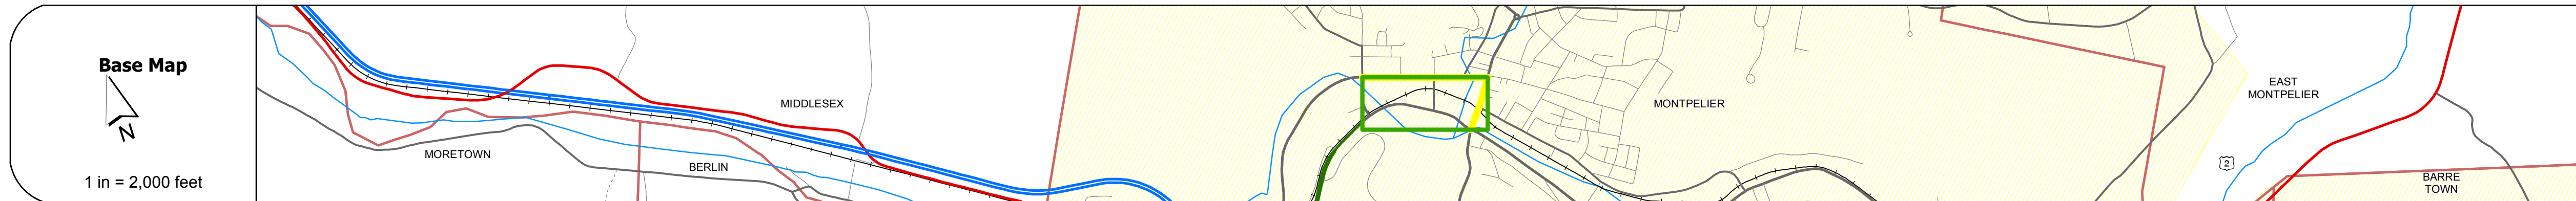 Base Map
N
1 in = 2,000 feet
MIDDLESEX
MORETOWN
BERLIN
MONTPELIER
EAST
MONTPELIER
2
BARRE
TOWN